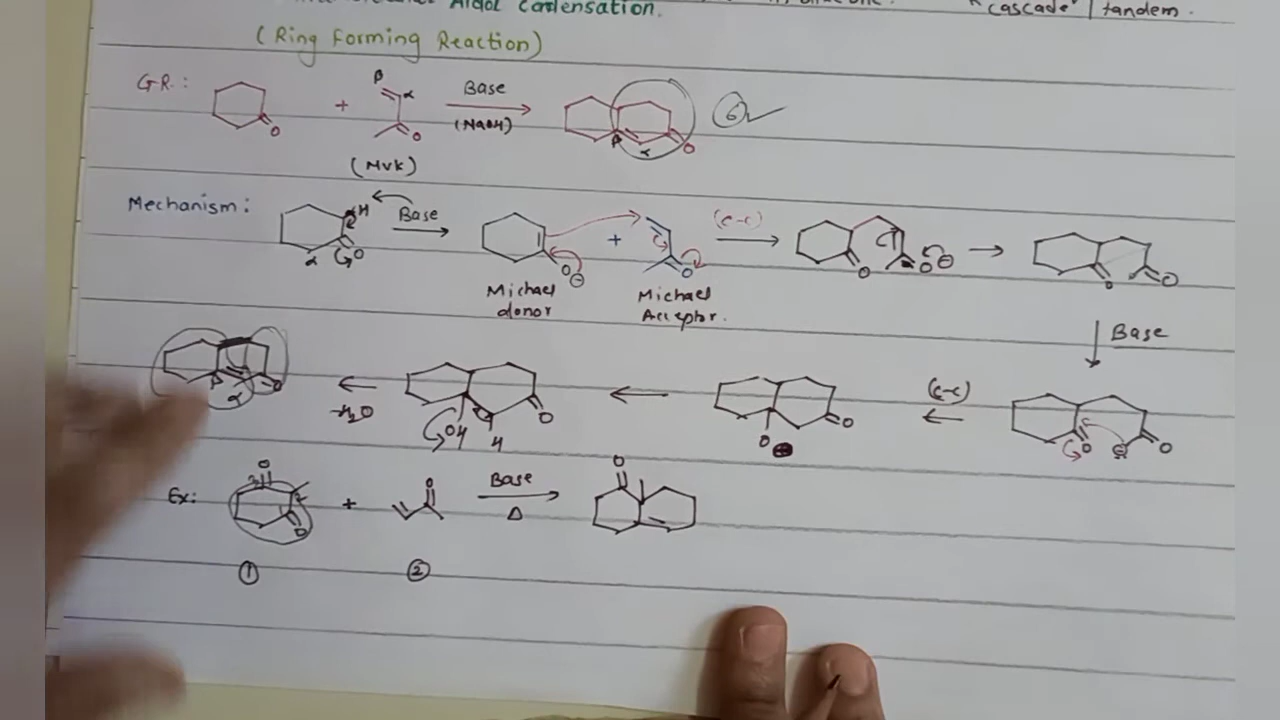 Aldol Condensation.
"cascade" | tandem.
(Ring Forming Reaction)
G.R.: + β α O Base (NaOH) β α O 6
O
(MVK)
Mechanism: H α O Base O ⊖ + O (C-C) O O ⊖ O O
Michael donor
Michael Acceptor.
Base
β α O -H2O OH H O O ⊖ O (C-C) O ⊖ O
Ex: O O + O Base Δ O
① ②